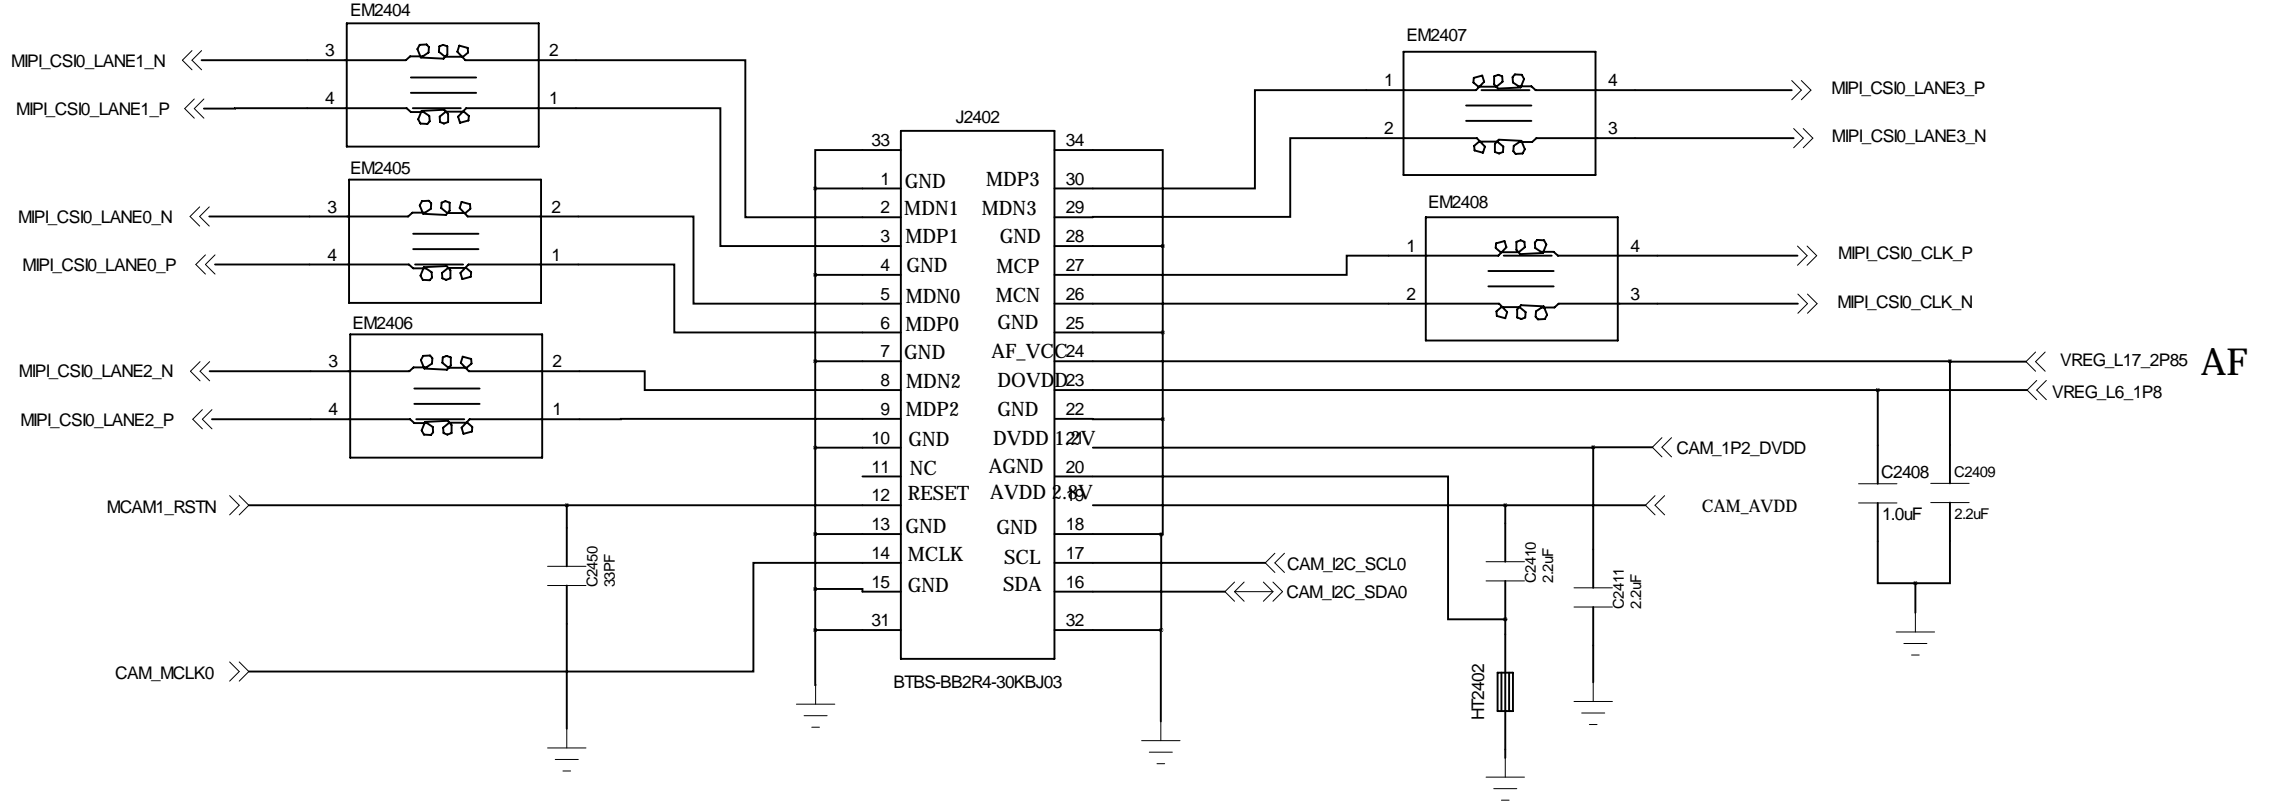 EM2404
MIPI_CSI0_LANE1_N
3
2
MIPI_CSI0_LANE1_P
4
1
EM2405
MIPI_CSI0_LANE0_N
3
2
MIPI_CSI0_LANE0_P
4
1
EM2406
MIPI_CSI0_LANE2_N
3
2
MIPI_CSI0_LANE2_P
4
1
MCAM1_RSTN
C2450
33PF
CAM_MCLK0
J2402
33
34
1 GND
MDP3 30
2 MDN1
MDN3 29
3 MDP1
GND 28
4 GND
MCP 27
5 MDN0
MCN 26
6 MDP0
GND 25
7 GND
AF_VCC 24
8 MDN2
DOVDD 23
9 MDP2
GND 22
10 GND
DVDD 1.2V 21
11 NC
AGND 20
12 RESET
AVDD 2.8V 19
13 GND
GND 18
14 MCLK
SCL 17
15 GND
SDA 16
31
32
BTBS-BB2R4-30KBJ03
EM2407
1
4
MIPI_CSI0_LANE3_P
2
3
MIPI_CSI0_LANE3_N
EM2408
1
4
MIPI_CSI0_CLK_P
2
3
MIPI_CSI0_CLK_N
VREG_L17_2P85 AF
VREG_L6_1P8
CAM_1P2_DVDD
CAM_AVDD
C2408
1.0uF
C2409
2.2uF
CAM_I2C_SCL0
CAM_I2C_SDA0
C2410
2.2uF
C2411
2.2uF
HT2402